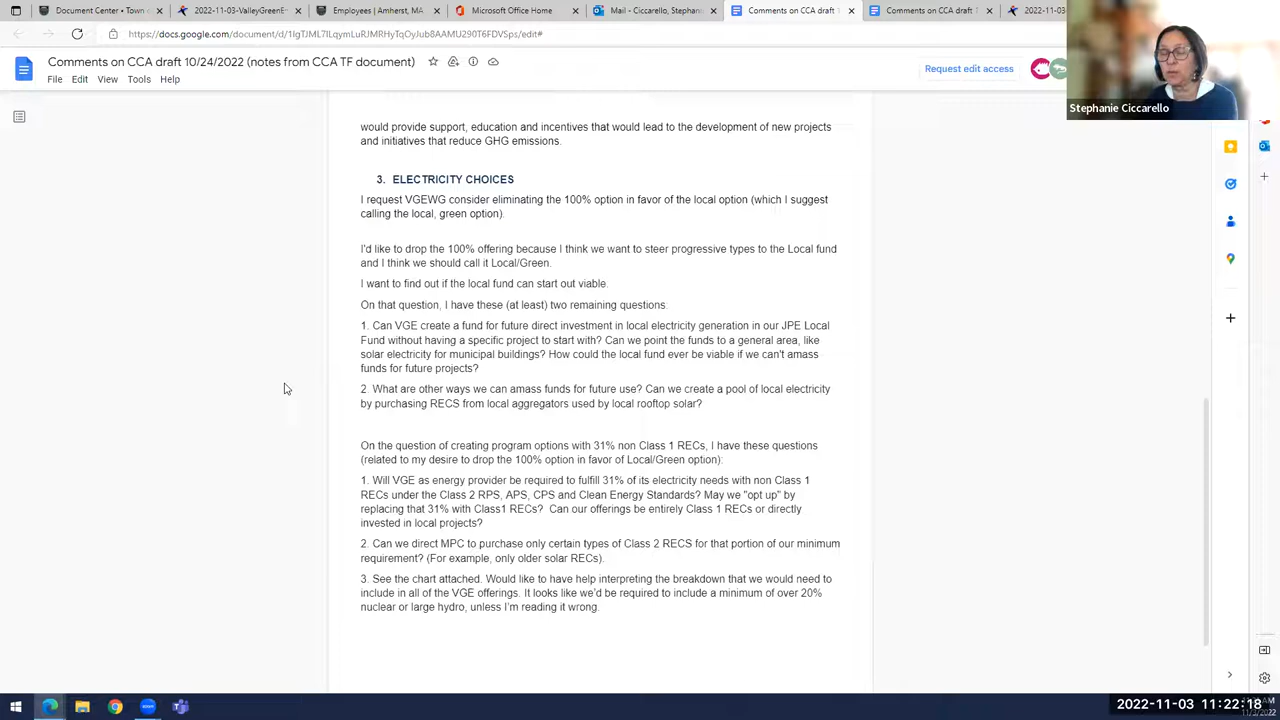 Document Center • Town o
2022-11-03-ValleyGreenE
Employees | Amherst, MA
Microsoft Office Home
Mail - Ciccarello, Stephani
Comments on CCA draft 10/2
Comments on CCA draft
2022-11-03-V
https://docs.google.com/document/d/1IgTJML7ILqymLuRJMRHyTqOyJub8AAMU290T6FDVSps/edit#
Comments on CCA draft 10/24/2022 (notes from CCA TF document)
File Edit View Tools Help
Request edit access
Stephanie Ciccarello
would provide support, education and incentives that would lead to the development of new projects
and initiatives that reduce GHG emissions.
3. ELECTRICITY CHOICES
I request VGEWG consider eliminating the 100% option in favor of the local option (which I suggest
calling the local, green option).
I'd like to drop the 100% offering because I think we want to steer progressive types to the Local fund
and I think we should call it Local/Green.
I want to find out if the local fund can start out viable.
On that question, I have these (at least) two remaining questions:
1. Can VGE create a fund for future direct investment in local electricity generation in our JPE Local
Fund without having a specific project to start with? Can we point the funds to a general area, like
solar electricity for municipal buildings? How could the local fund ever be viable if we can't amass
funds for future projects?
2. What are other ways we can amass funds for future use? Can we create a pool of local electricity
by purchasing RECS from local aggregators used by local rooftop solar?
On the question of creating program options with 31% non Class 1 RECs, I have these questions
(related to my desire to drop the 100% option in favor of Local/Green option):
1. Will VGE as energy provider be required to fulfill 31% of its electricity needs with non Class 1
RECs under the Class 2 RPS, APS, CPS and Clean Energy Standards? May we "opt up" by
replacing that 31% with Class1 RECs? Can our offerings be entirely Class 1 RECs or directly
invested in local projects?
2. Can we direct MPC to purchase only certain types of Class 2 RECS for that portion of our minimum
requirement? (For example, only older solar RECs).
3. See the chart attached. Would like to have help interpreting the breakdown that we would need to
include in all of the VGE offerings. It looks like we'd be required to include a minimum of over 20%
nuclear or large hydro, unless I'm reading it wrong.
2022-11-03 11:22:18